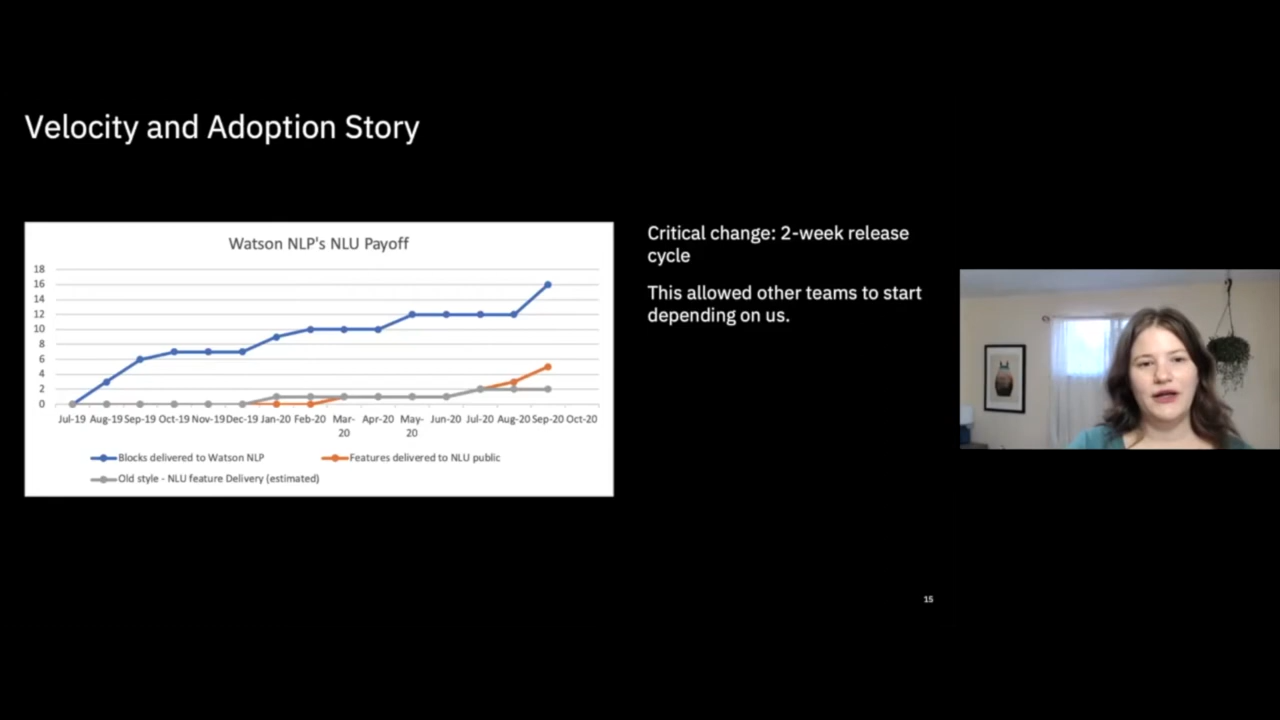 Velocity and Adoption Story
Watson NLP's NLU Payoff
18
16
14
12
10
8
6
4
2
0
Jul-19 Aug-19 Sep-19 Oct-19 Nov-19 Dec-19 Jan-20 Feb-20 Mar-20 Apr-20 May-20 Jun-20 Jul-20 Aug-20 Sep-20 Oct-20
Blocks delivered to Watson NLP
Features delivered to NLU public
Old style - NLU feature Delivery (estimated)
Critical change: 2-week release
cycle
This allowed other teams to start
depending on us.
15